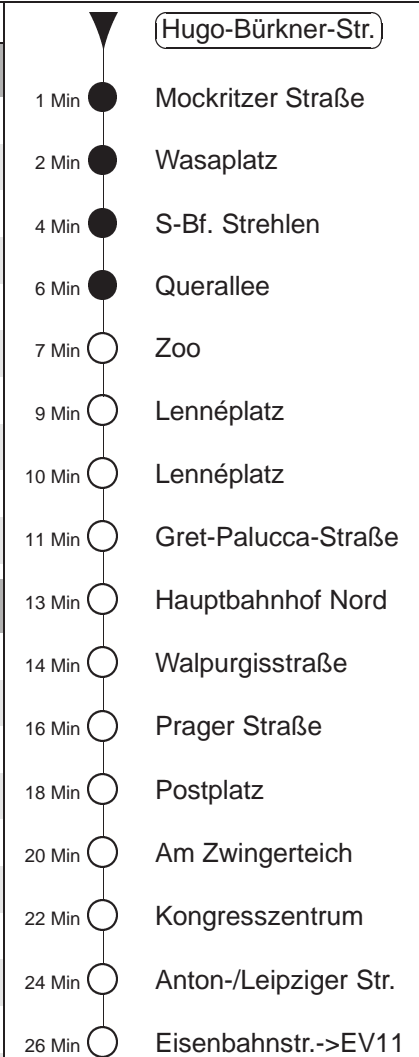 Hugo-Bürkner-Str.
1 Min Mockritzer Straße
2 Min Wasaplatz
4 Min S-Bf. Strehlen
6 Min Querallee
7 Min Zoo
9 Min Lennéplatz
10 Min Lennéplatz
11 Min Gret-Palucca-Straße
13 Min Hauptbahnhof Nord
14 Min Walpurgisstraße
16 Min Prager Straße
18 Min Postplatz
20 Min Am Zwingerteich
22 Min Kongresszentrum
24 Min Anton-/Leipziger Str.
26 Min Eisenbahnstr.->EV11